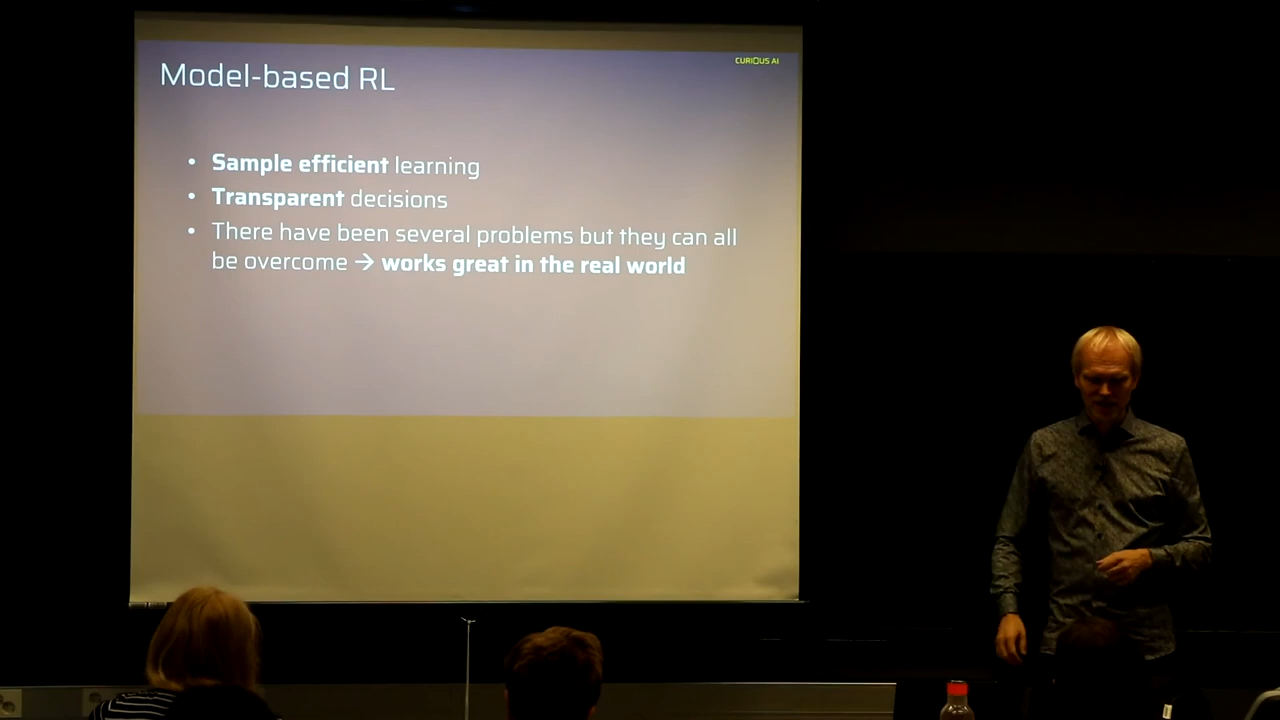 CURIOUS AI
Model-based RL
• Sample efficient learning
• Transparent decisions
• There have been several problems but they can all
be overcome → works great in the real world